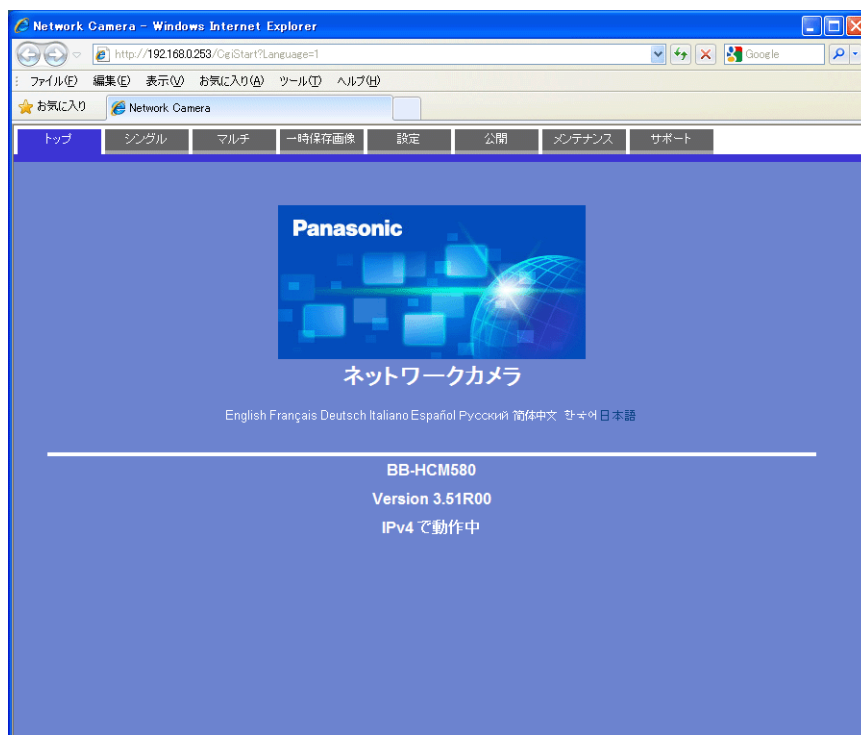 Network Camera - Windows Internet Explorer
http://192.168.0.253/CgiStart?Language=1
Google
ファイル(F) 編集(E) 表示(V) お気に入り(A) ツール(T) ヘルプ(H)
お気に入り Network Camera
トップ シングル マルチ 一時保存画像 設定 公開 メンテナンス サポート
Panasonic
ネットワークカメラ
English Français Deutsch Italiano Español Русский 简体中文 한국어 日本語
BB-HCM580
Version 3.51R00
IPv4 で動作中